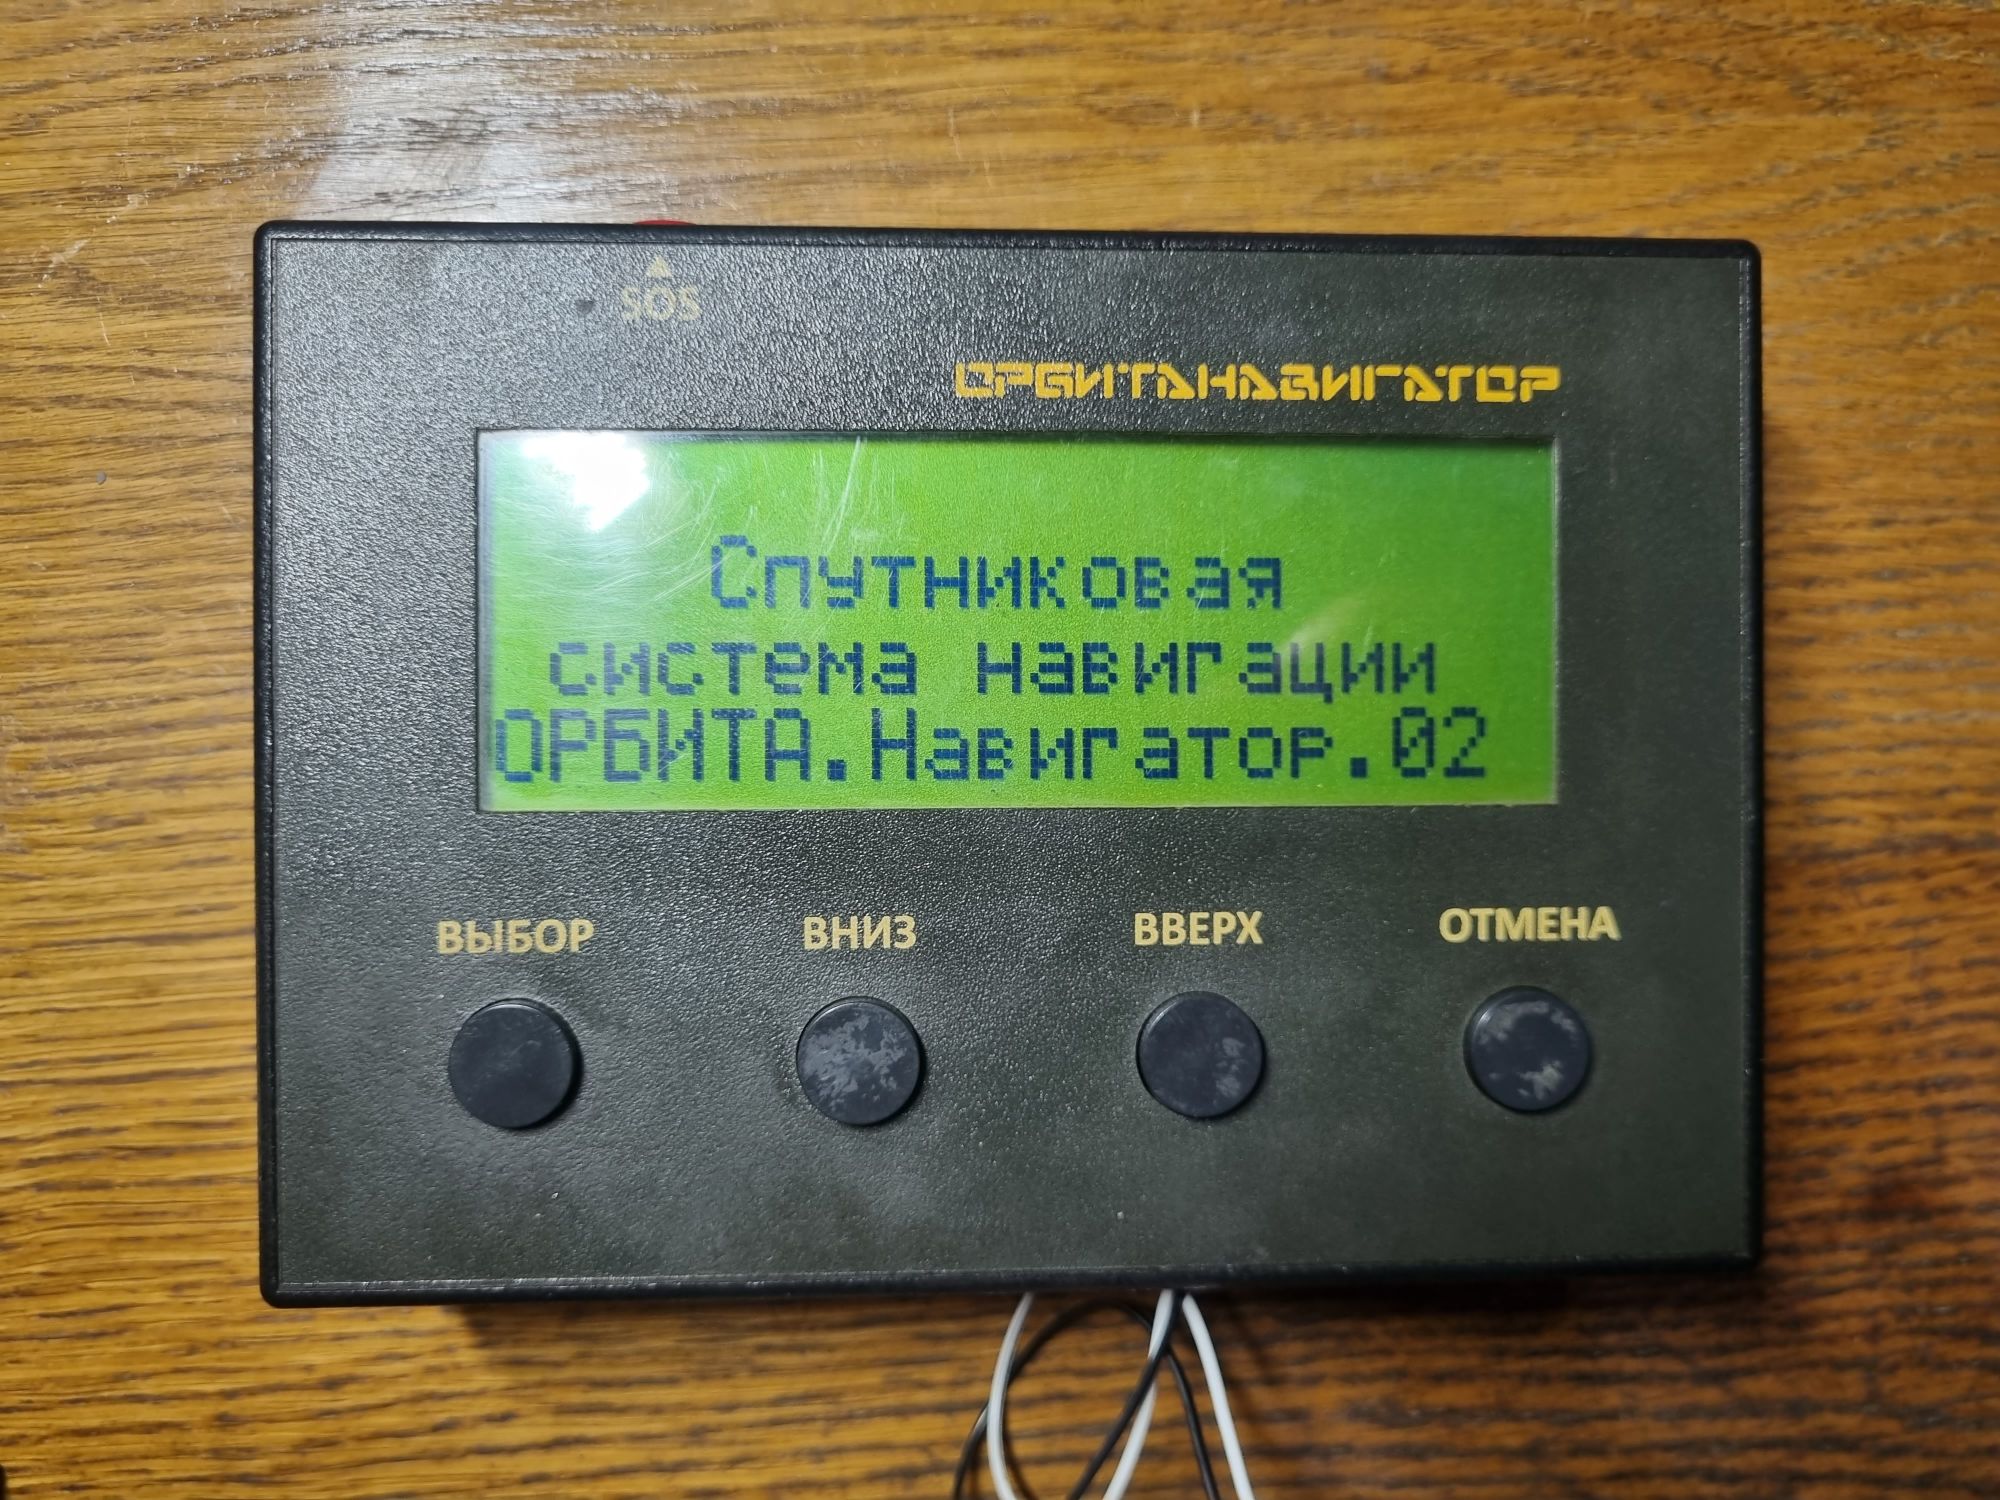 SOS
ОРБИТАНАВИГАТОР
Спутниковая
система навигации
ОРБИТА.Навигатор.02
ВЫБОР
ВНИЗ
ВВЕРХ
ОТМЕНА